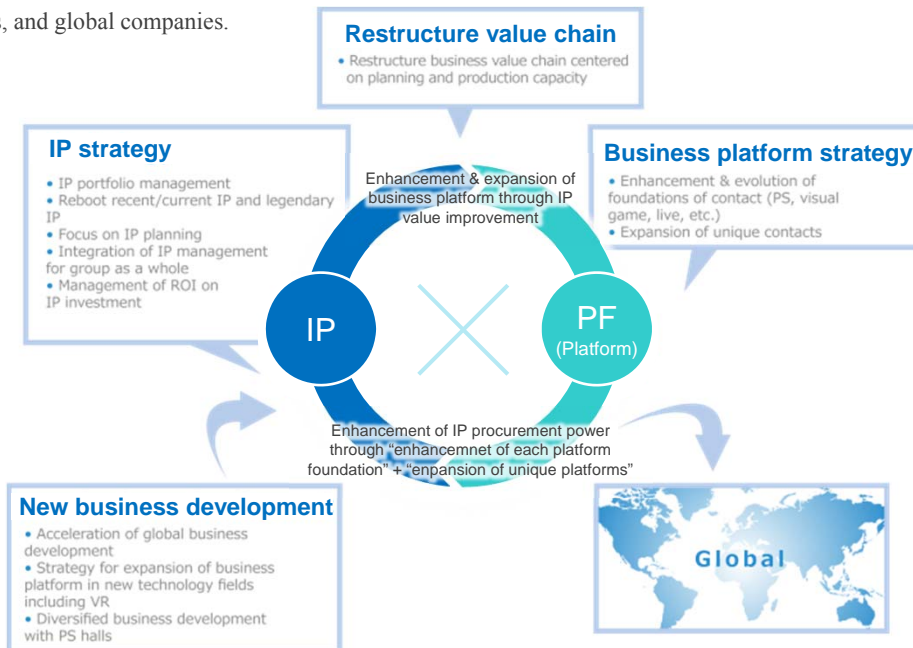 s, and global companies.
Restructure value chain
• Restructure business value chain centered
on planning and production capacity
IP strategy
• IP portfolio management
• Reboot recent/current IP and legendary
IP
• Focus on IP planning
• Integration of IP management
for group as a whole
• Management of ROI on
IP investment
Enhancement & expansion of
business platform through IP
value improvement
Business platform strategy
• Enhancement & evolution of
foundations of contact (PS, visual
game, live, etc.)
• Expansion of unique contacts
IP
PF
(Platform)
Enhancement of IP procurement power
through “enhancemnet of each platform
foundation” + “enpansion of unique platforms”
New business development
• Acceleration of global business
development
• Strategy for expansion of business
platform in new technology fields
including VR
• Diversified business development
with PS halls
Global